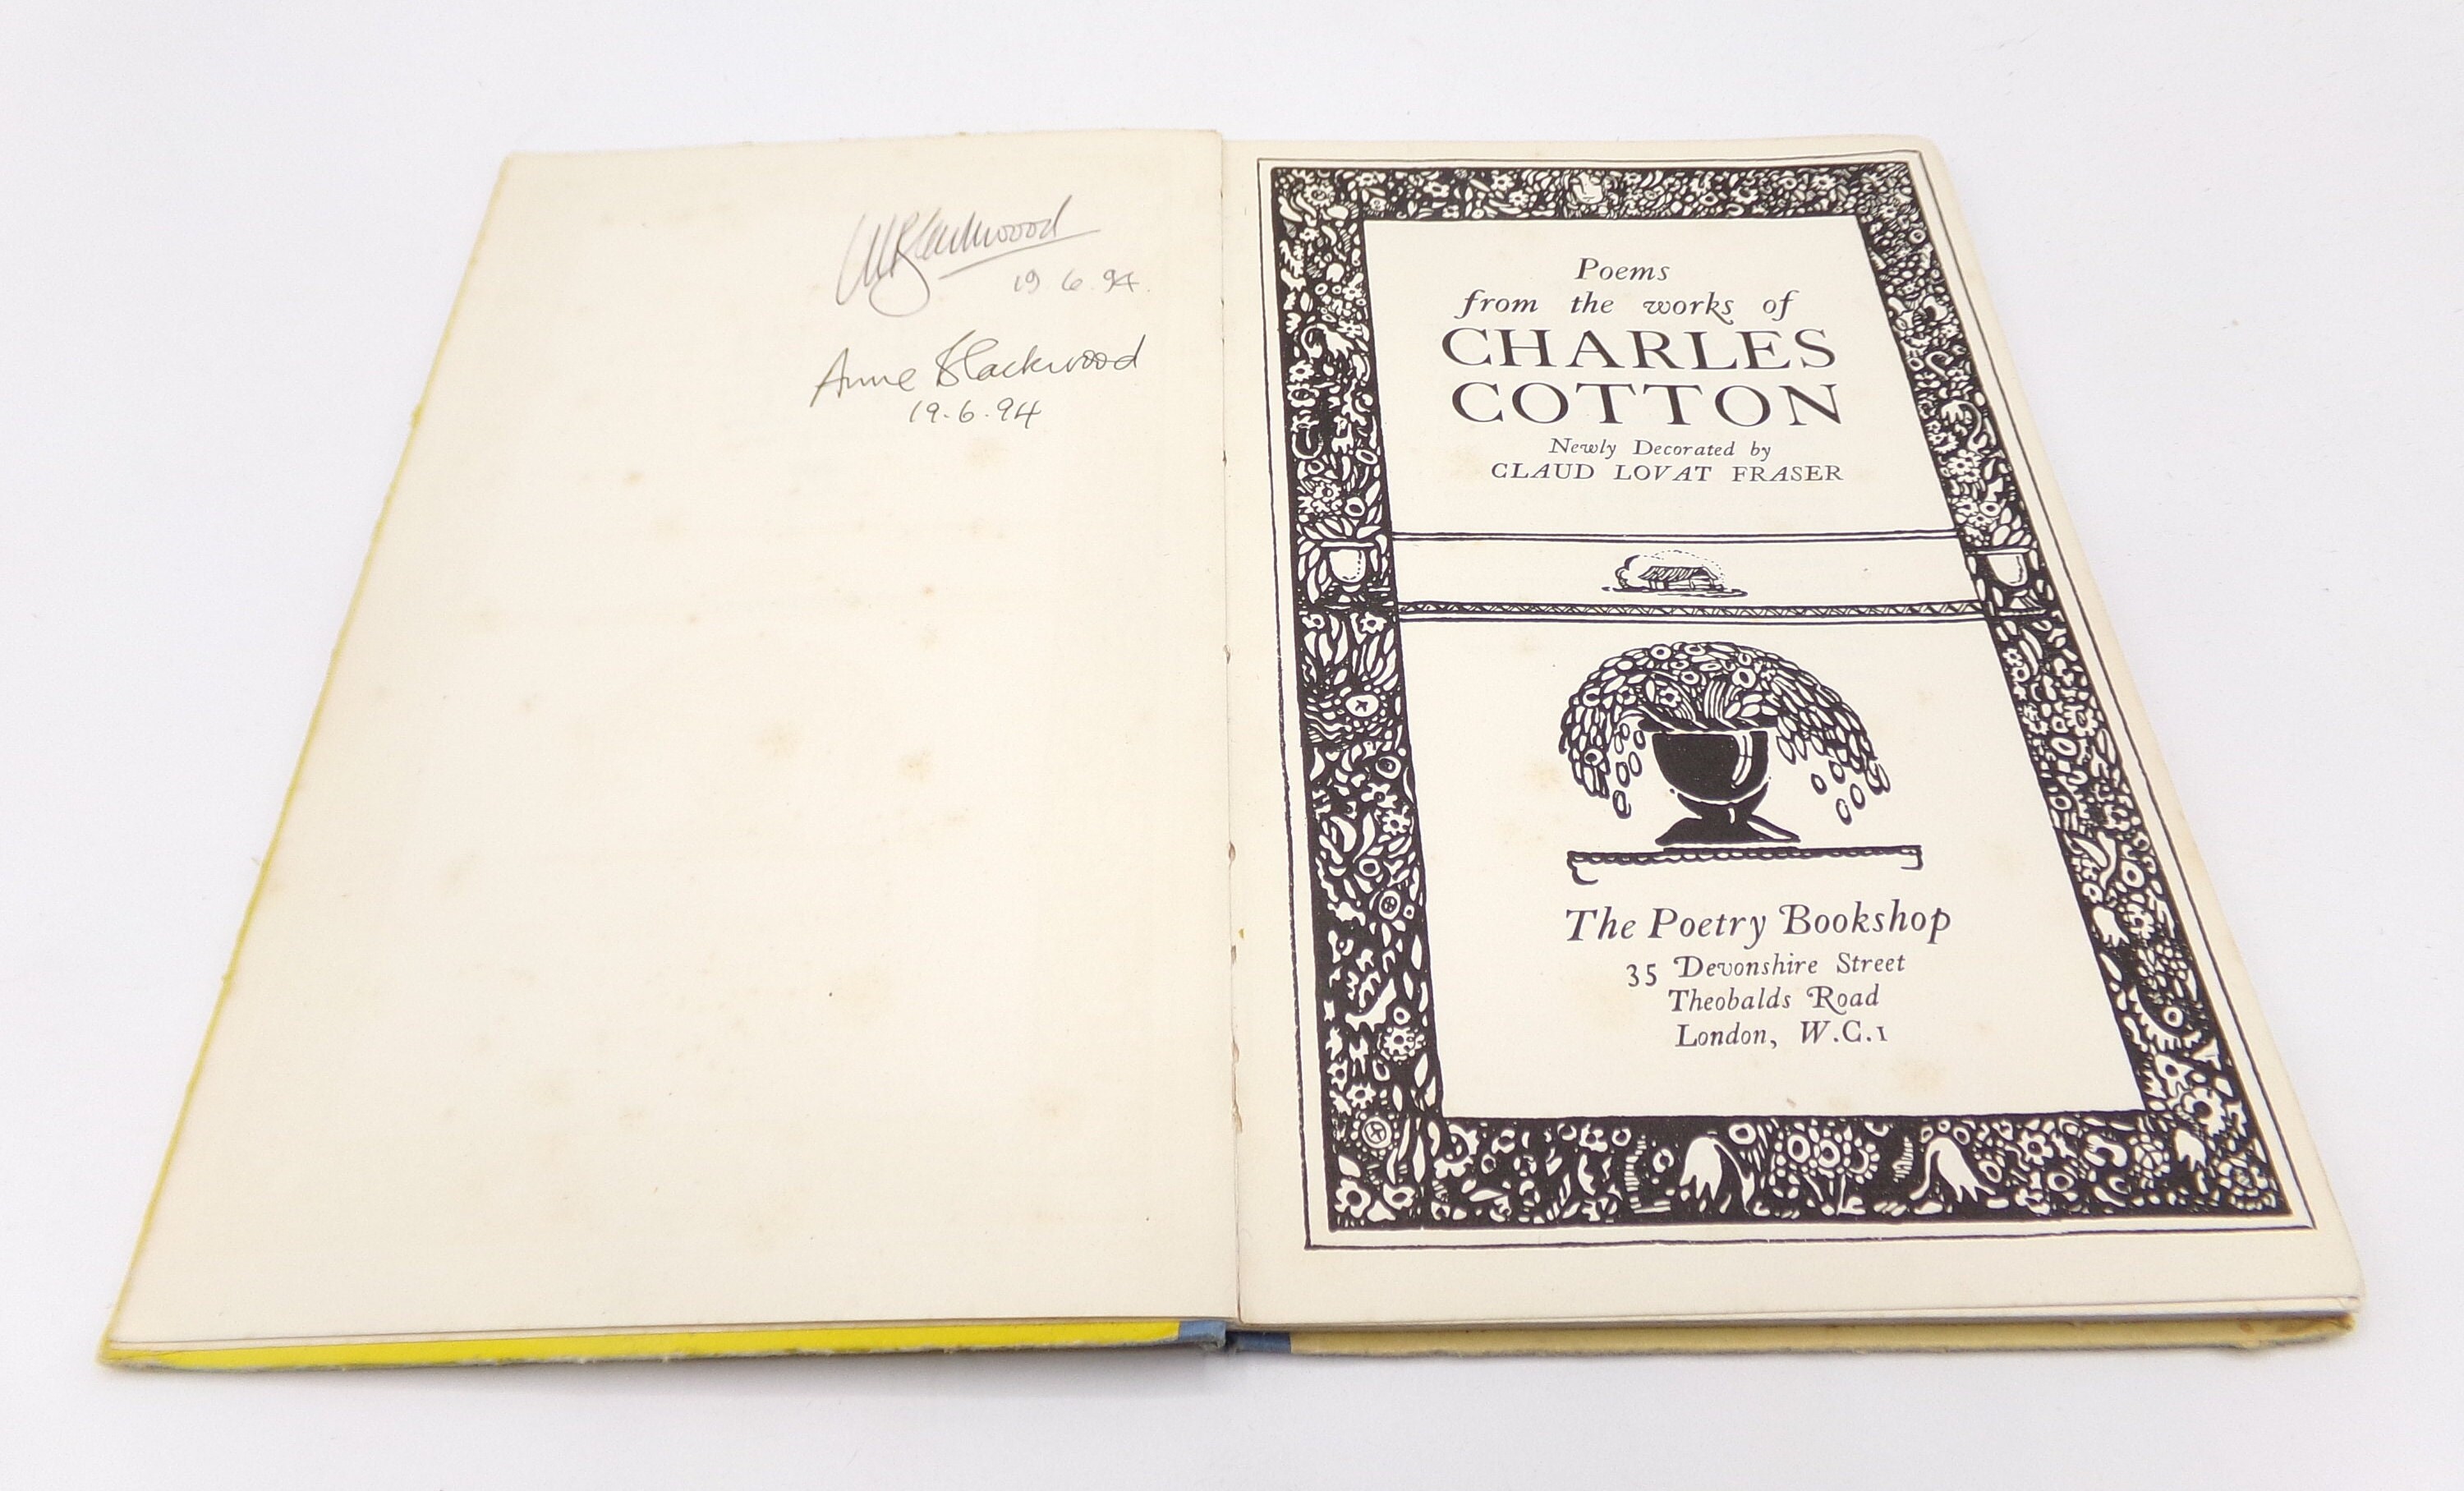 Blackwood
19 6. 94.
Anne Blackwood
19.6.94
Poems
from the works of
CHARLES
COTTON
Newly Decorated by
CLAUD LOVAT FRASER
The Poetry Bookshop
35 Devonshire Street
Theobalds Road
London, W.C.1